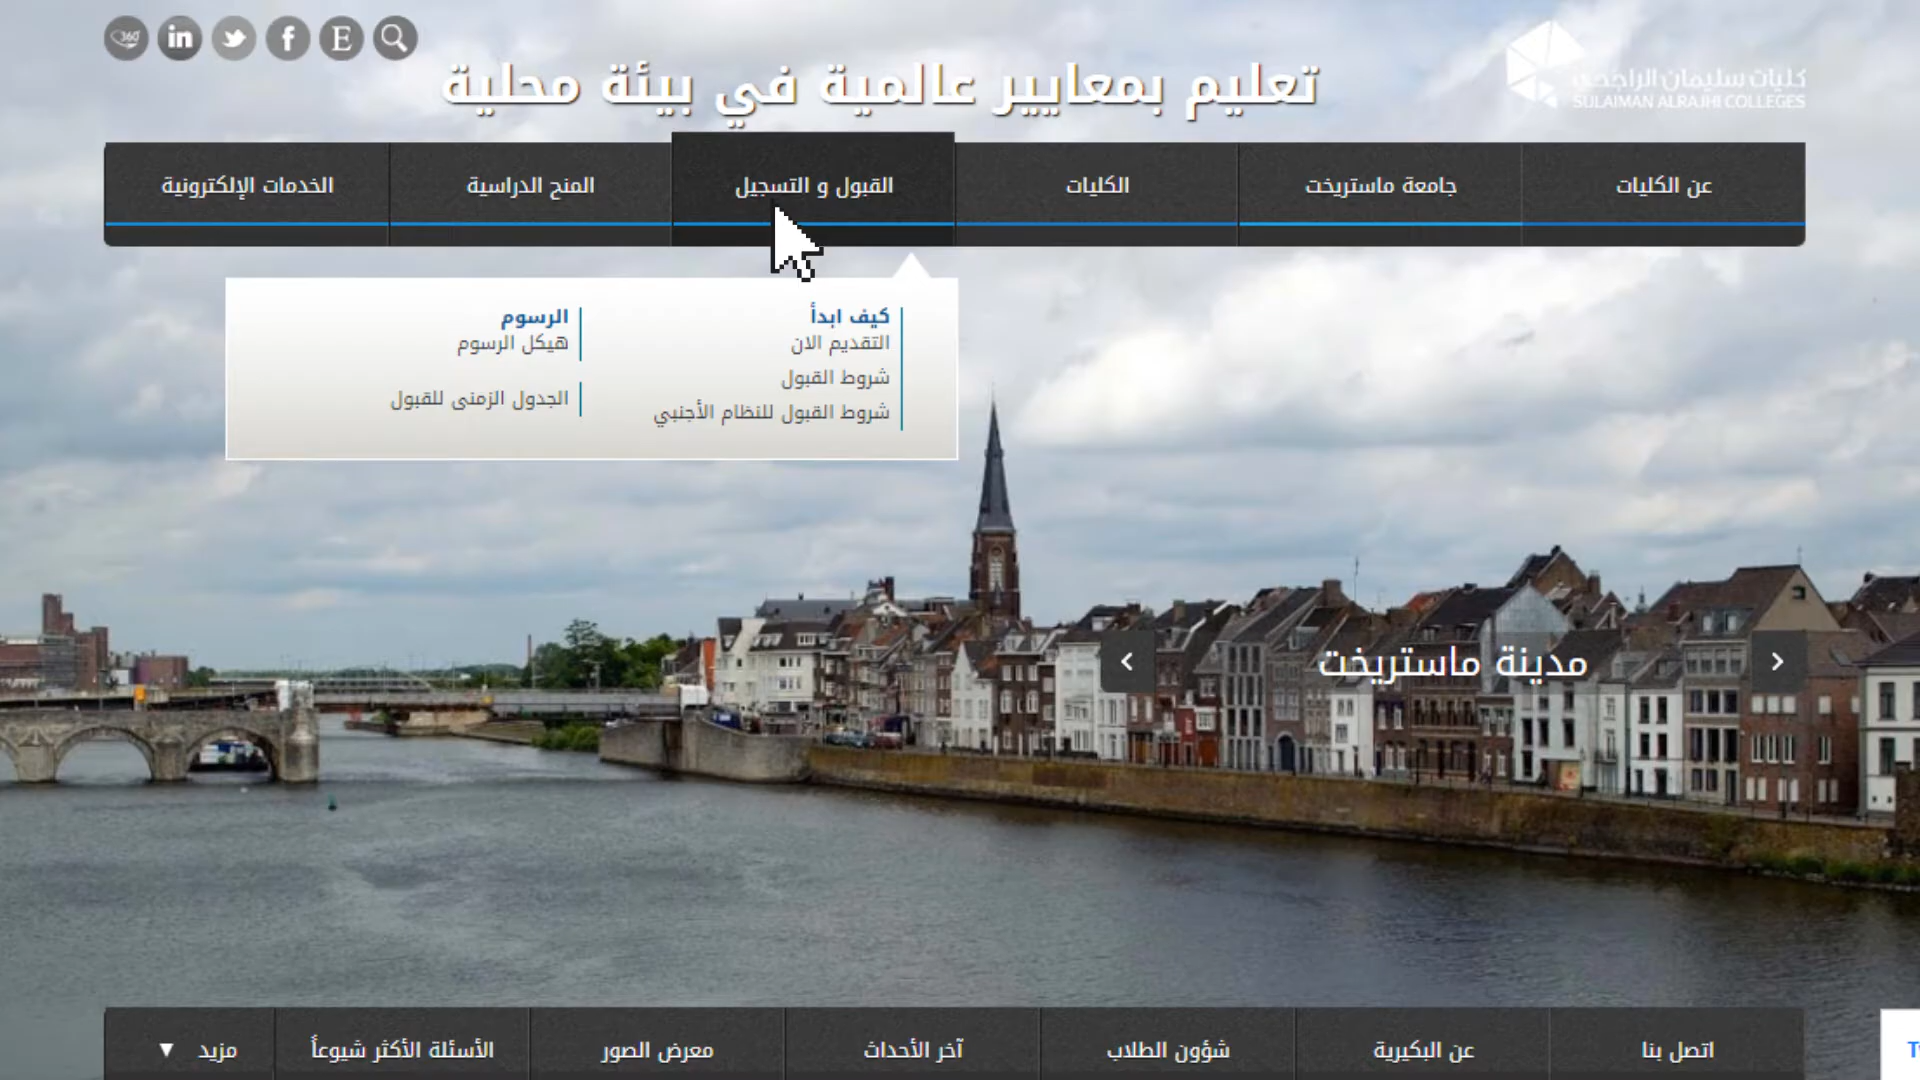 360
in
f
E
كليات سليمان الراجحي
SULAIMAN ALRAJHI COLLEGES
تعليم بمعايير عالمية في بيئة محلية
عن الكليات
جامعة ماستريخت
الكليات
القبول و التسجيل
المنح الدراسية
الخدمات الإلكترونية
كيف ابدأ
التقديم الان
شروط القبول
شروط القبول للنظام الأجنبي
الرسوم
هيكل الرسوم
الجدول الزمنى للقبول
مدينة ماستريخت
اتصل بنا
عن البكيرية
شؤون الطلاب
آخر الأحداث
معرض الصور
الأسئلة الأكثر شيوعاً
مزيد